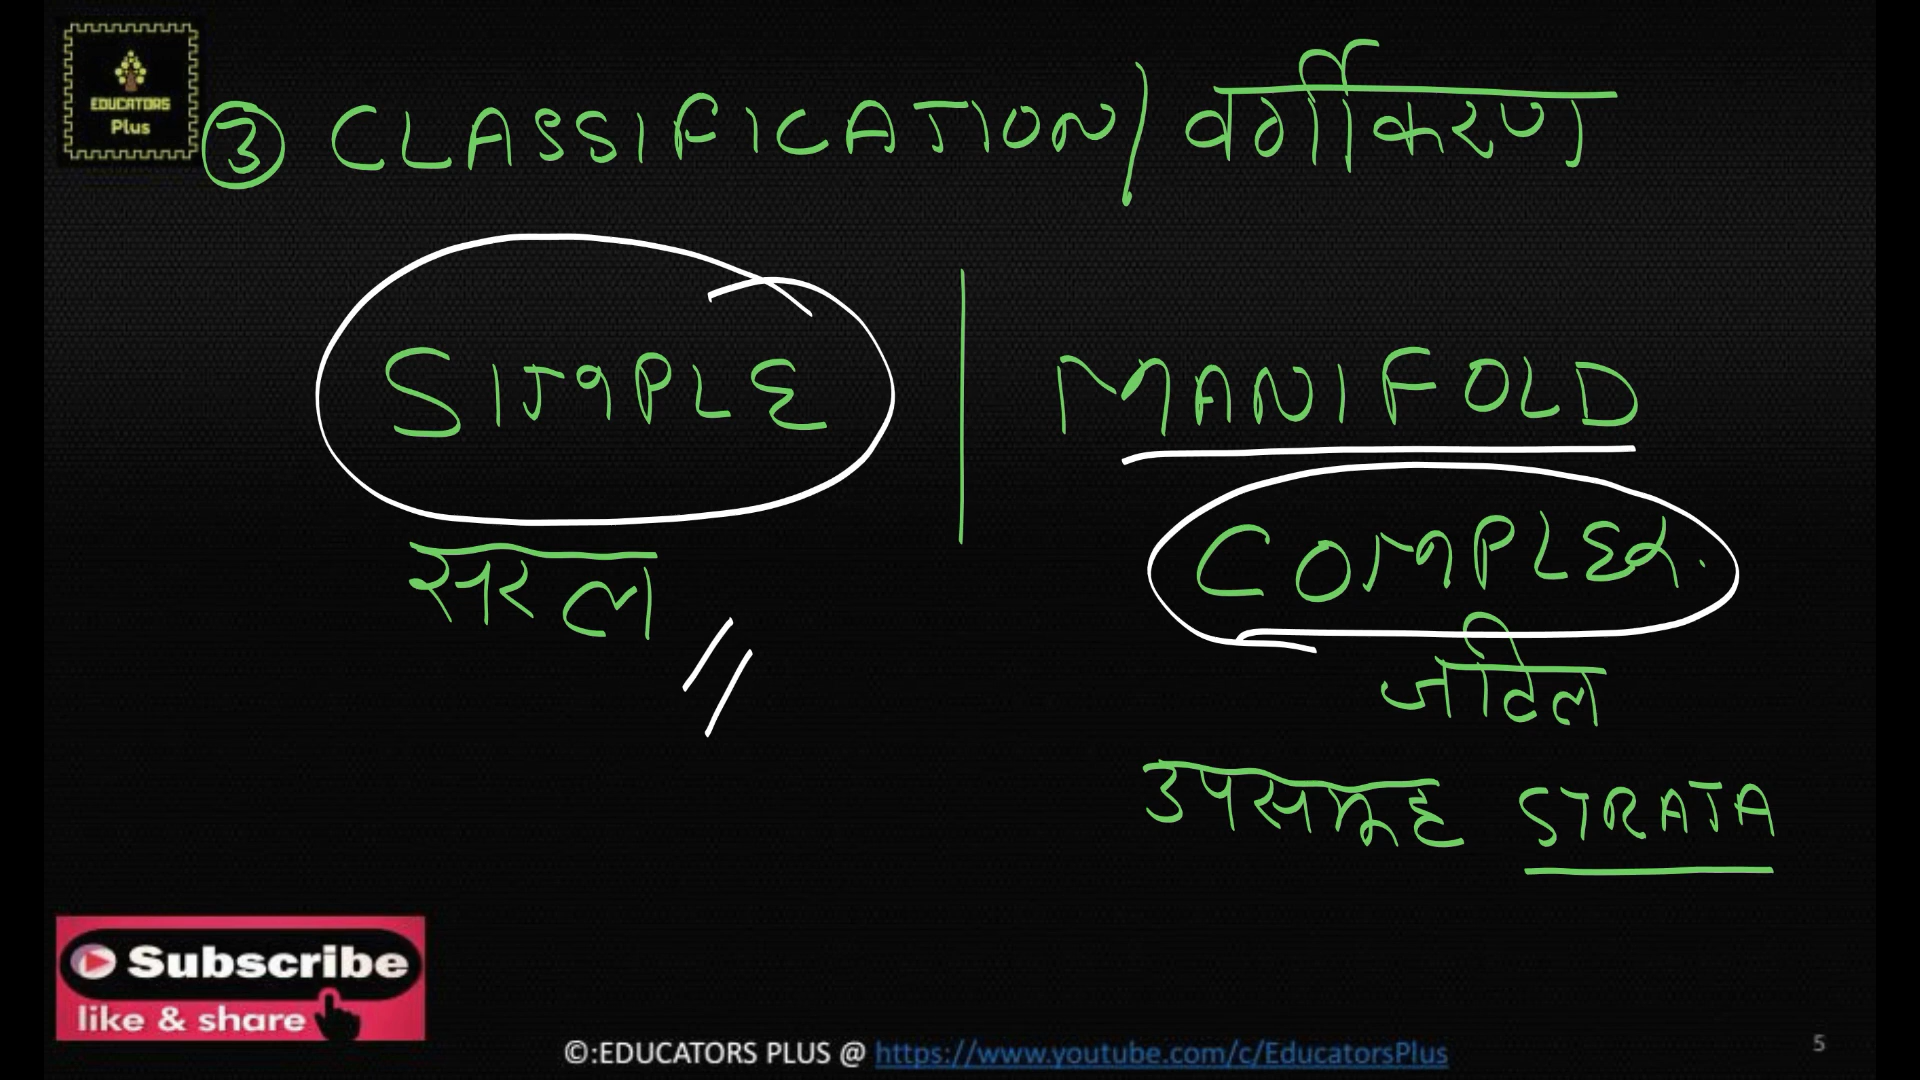 EDUCATORS
Plus
3 CLASSIFICATION / वर्गीकरण
SIMPLE | MANIFOLD
COMPLEX.
सरल
जटिल
उपसमूह STRATA
Subscribe
like & share
©:EDUCATORS PLUS @ https://www.youtube.com/c/EducatorsPlus
5